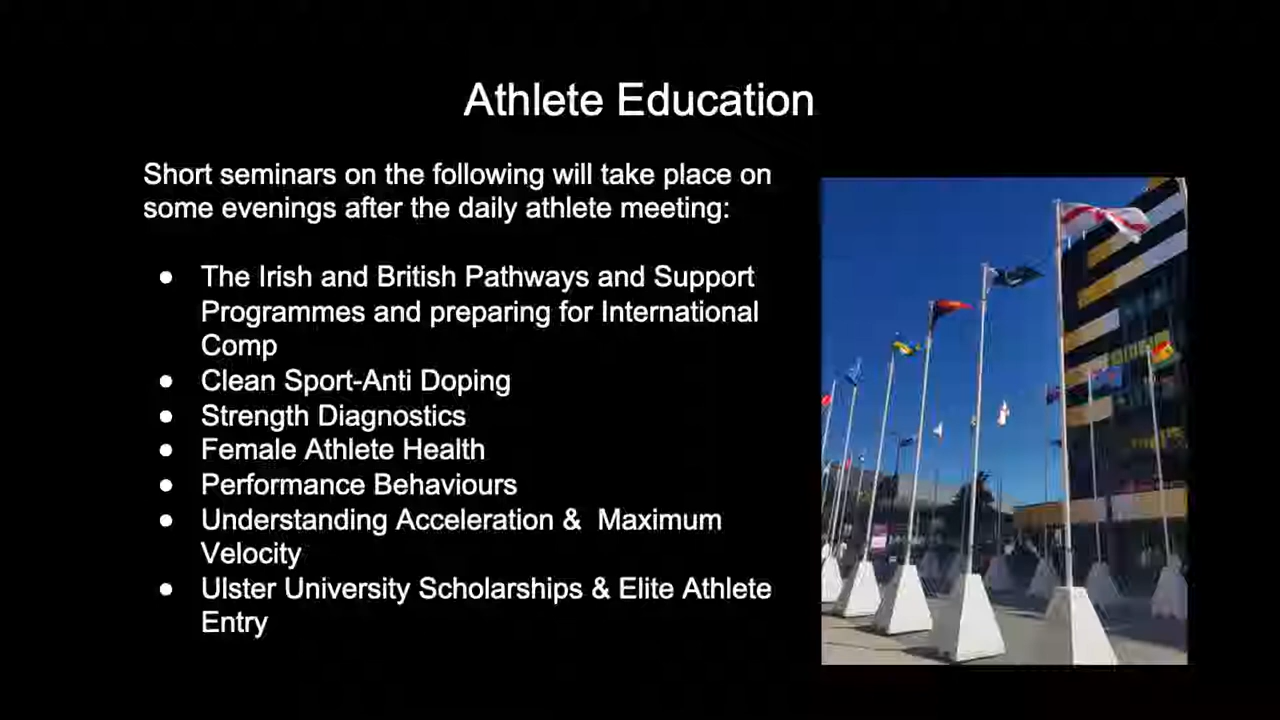 Athlete Education
Short seminars on the following will take place on
some evenings after the daily athlete meeting:
● The Irish and British Pathways and Support
Programmes and preparing for International
Comp
● Clean Sport-Anti Doping
● Strength Diagnostics
● Female Athlete Health
● Performance Behaviours
● Understanding Acceleration &  Maximum
Velocity
● Ulster University Scholarships & Elite Athlete
Entry